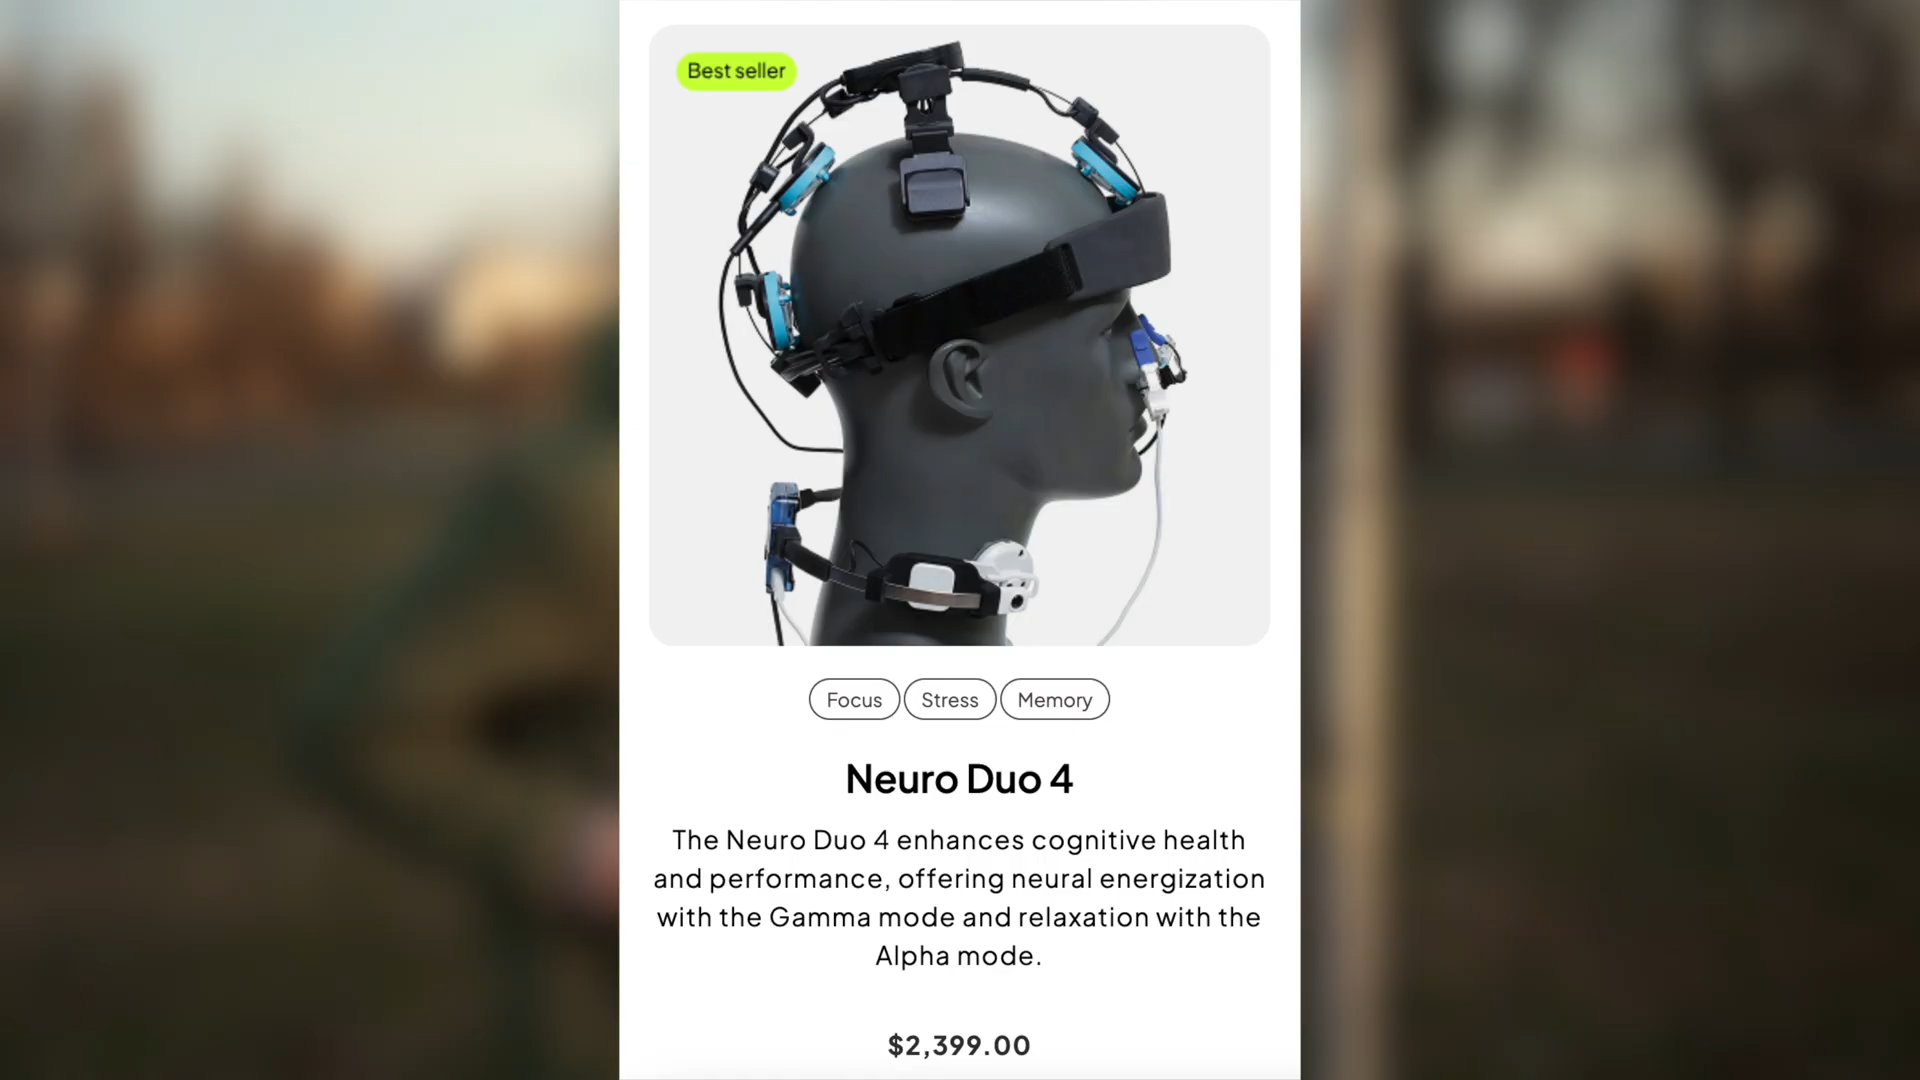 Best seller
Focus
Stress
Memory
Neuro Duo 4
The Neuro Duo 4 enhances cognitive health
and performance, offering neural energization
with the Gamma mode and relaxation with the
Alpha mode.
$2,399.00